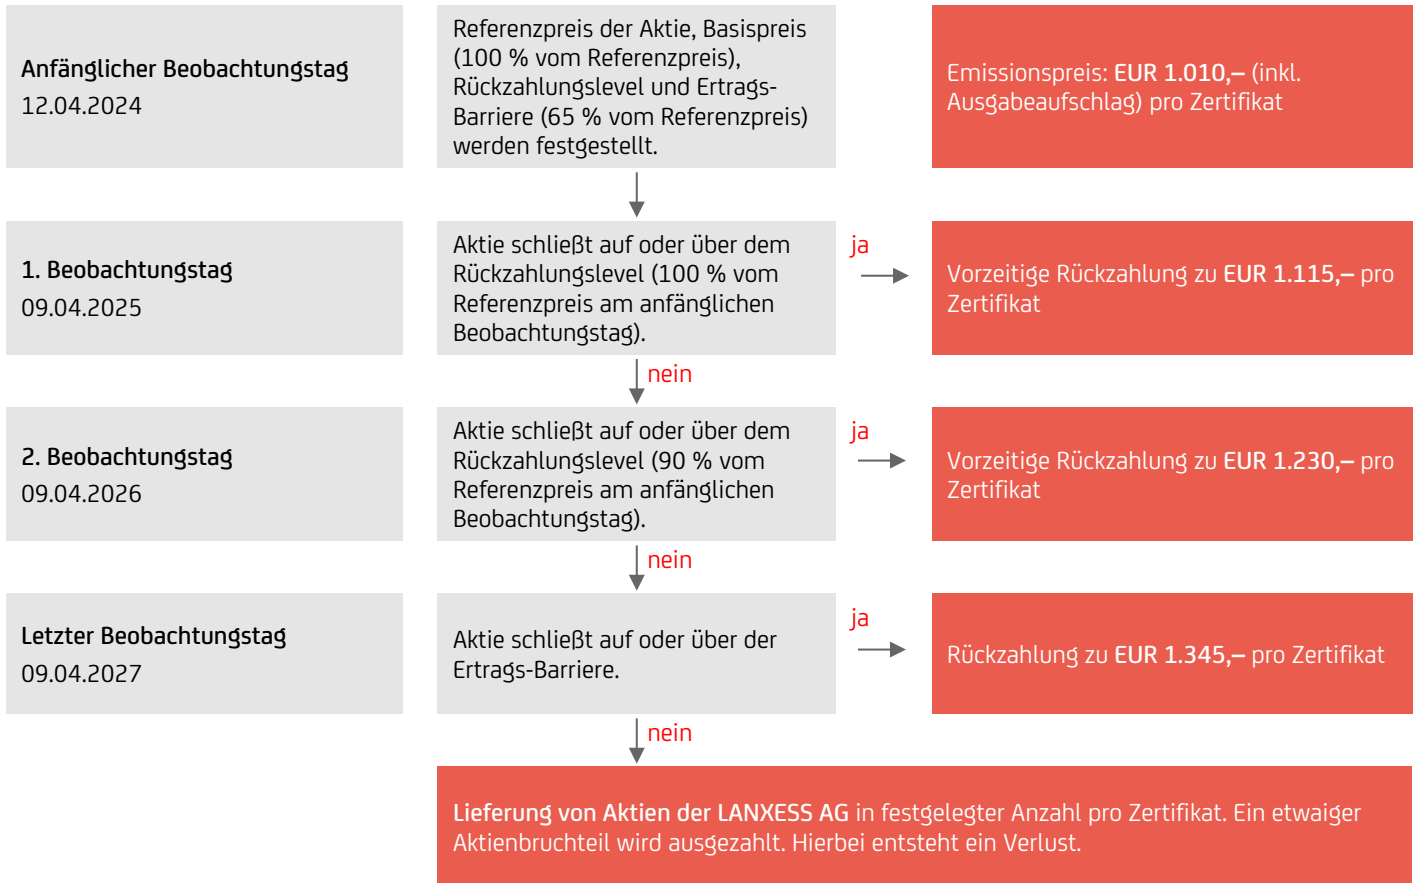 Anfänglicher Beobachtungstag
12.04.2024
Referenzpreis der Aktie, Basispreis
(100 % vom Referenzpreis),
Rückzahlungslevel und Ertrags-
Barriere (65 % vom Referenzpreis)
werden festgestellt.
Emissionspreis: EUR 1.010,– (inkl.
Ausgabeaufschlag) pro Zertifikat
1. Beobachtungstag
09.04.2025
Aktie schließt auf oder über dem
Rückzahlungslevel (100 % vom
Referenzpreis am anfänglichen
Beobachtungstag).
ja
Vorzeitige Rückzahlung zu EUR 1.115,– pro
Zertifikat
nein
2. Beobachtungstag
09.04.2026
Aktie schließt auf oder über dem
Rückzahlungslevel (90 % vom
Referenzpreis am anfänglichen
Beobachtungstag).
ja
Vorzeitige Rückzahlung zu EUR 1.230,– pro
Zertifikat
nein
Letzter Beobachtungstag
09.04.2027
Aktie schließt auf oder über der
Ertrags-Barriere.
ja
Rückzahlung zu EUR 1.345,– pro Zertifikat
nein
Lieferung von Aktien der LANXESS AG in festgelegter Anzahl pro Zertifikat. Ein etwaiger
Aktienbruchteil wird ausgezahlt. Hierbei entsteht ein Verlust.